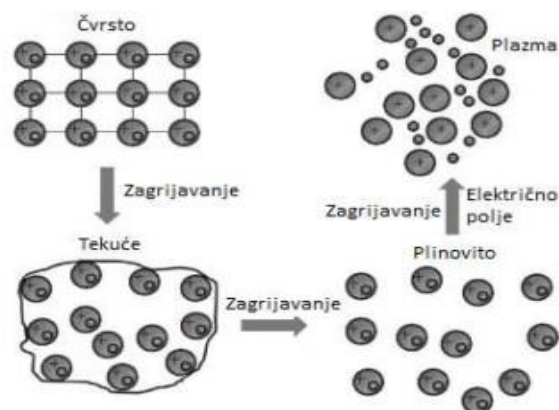 Čvrsto
Plazma
Zagrijavanje
Zagrijavanje
Električno
polje
Tekuće
Plinovito
Zagrijavanje